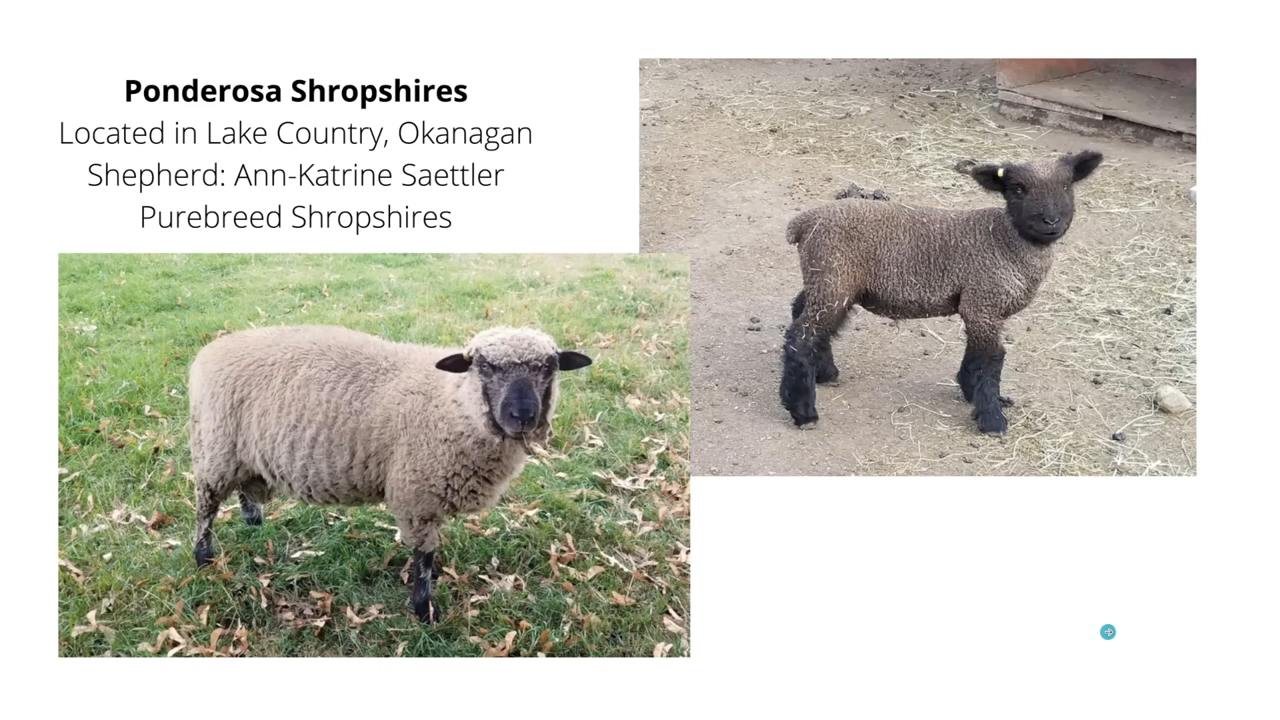 Ponderosa Shropshires
Located in Lake Country, Okanagan
Shepherd: Ann-Katrine Saettler
Purebreed Shropshires